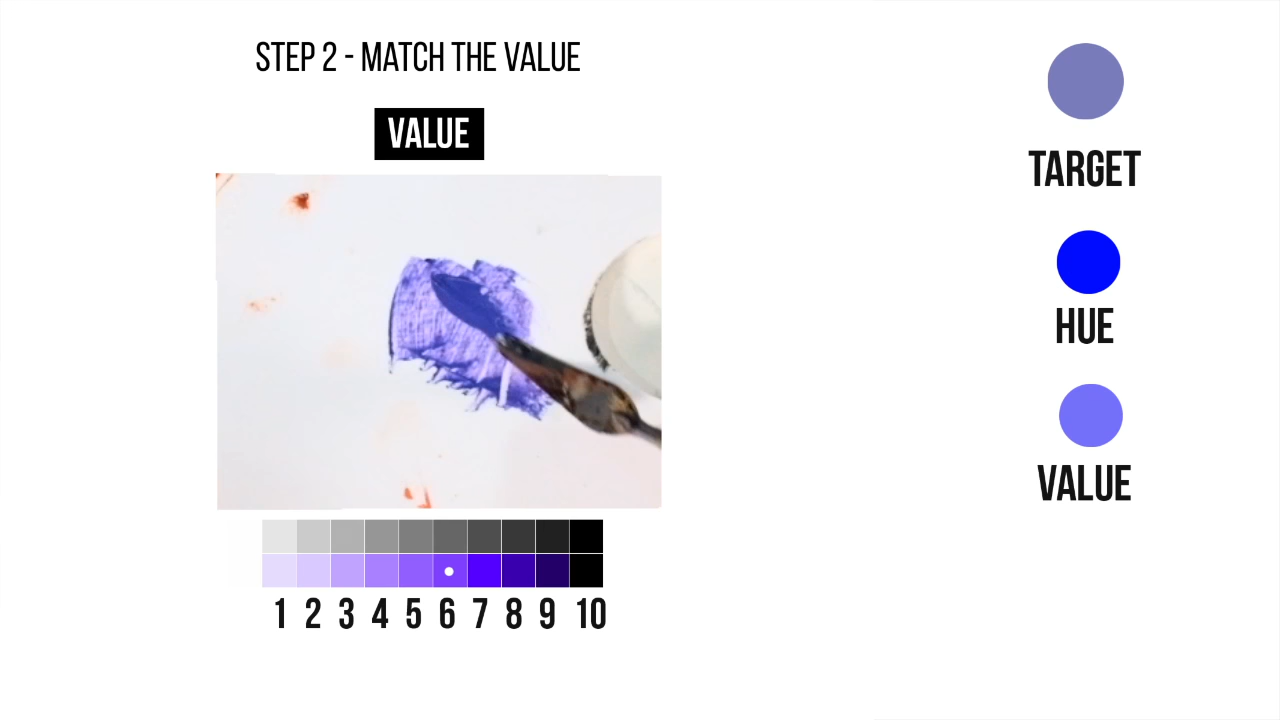 STEP 2 - MATCH THE VALUE
VALUE
TARGET
HUE
VALUE
1 2 3 4 5 6 7 8 9 10